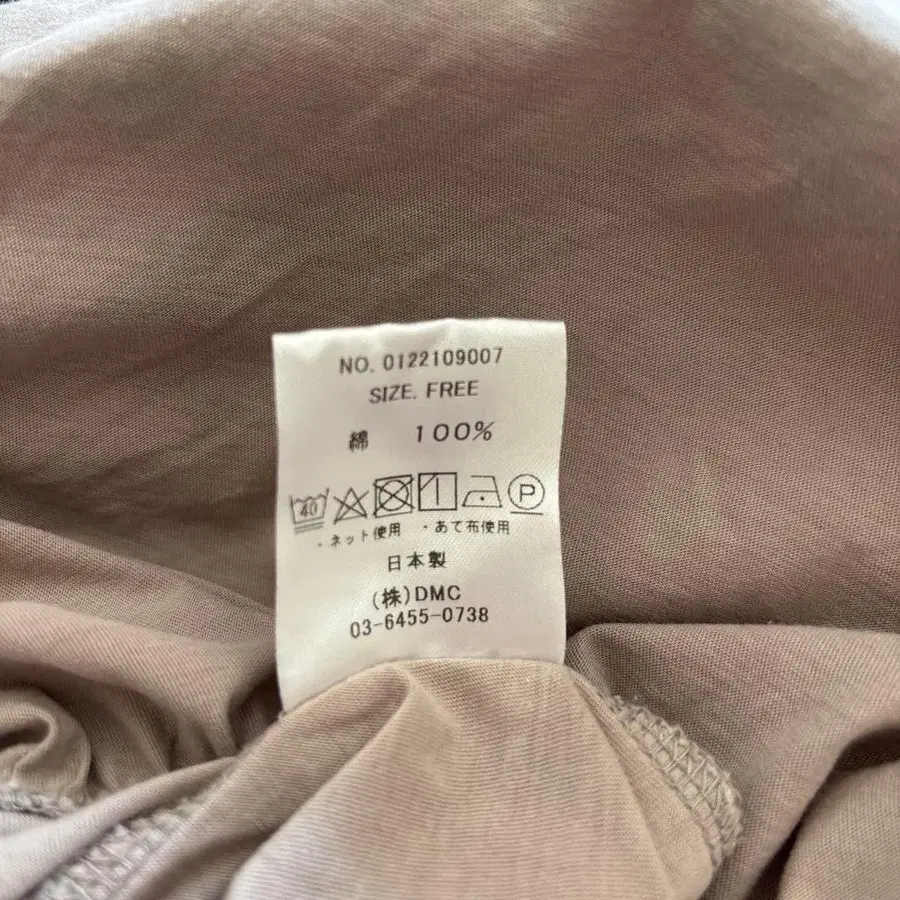 NO. 0122109007
SIZE. FREE
綿 100%
40 P
・ネット使用 ・あて布使用
日本製
(株)DMC
03-6455-0738